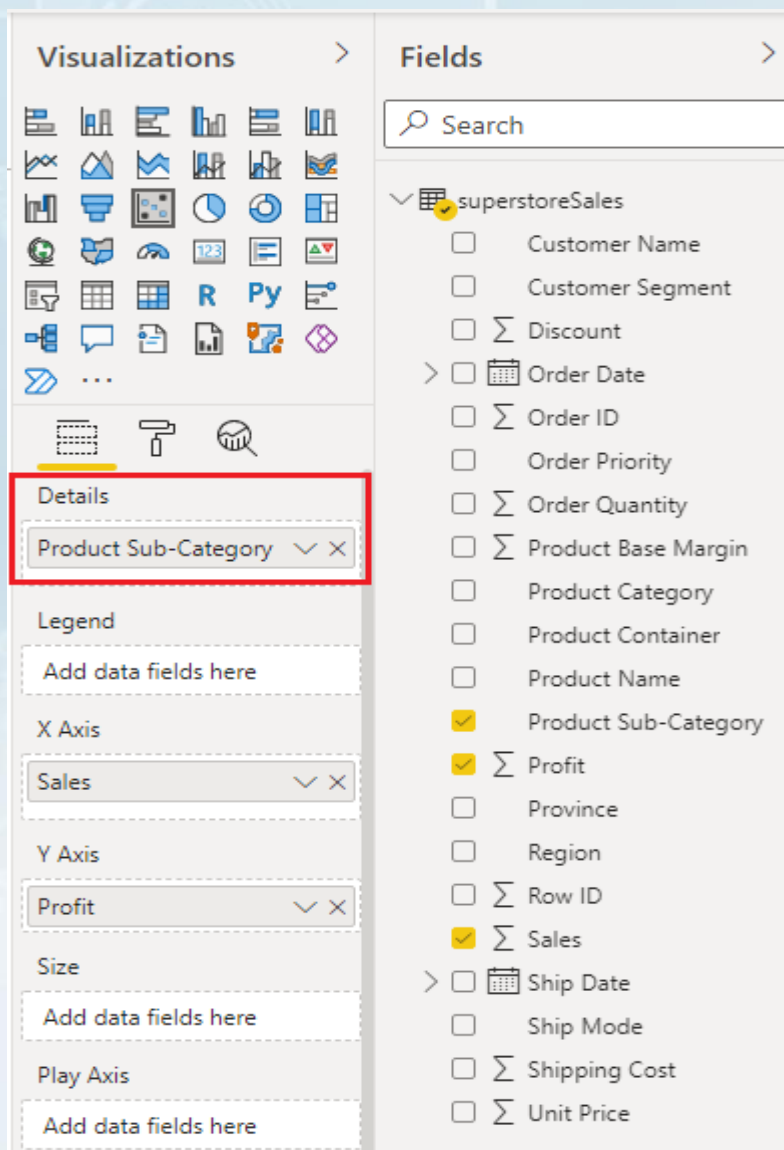 Visualizations
123
R
Py
Details
Product Sub-Category
Legend
Add data fields here
X Axis
Sales
Y Axis
Profit
Size
Add data fields here
Play Axis
Add data fields here
Fields
Search
superstoreSales
Customer Name
Customer Segment
∑ Discount
Order Date
∑ Order ID
Order Priority
∑ Order Quantity
∑ Product Base Margin
Product Category
Product Container
Product Name
Product Sub-Category
∑ Profit
Province
Region
∑ Row ID
∑ Sales
Ship Date
Ship Mode
∑ Shipping Cost
∑ Unit Price